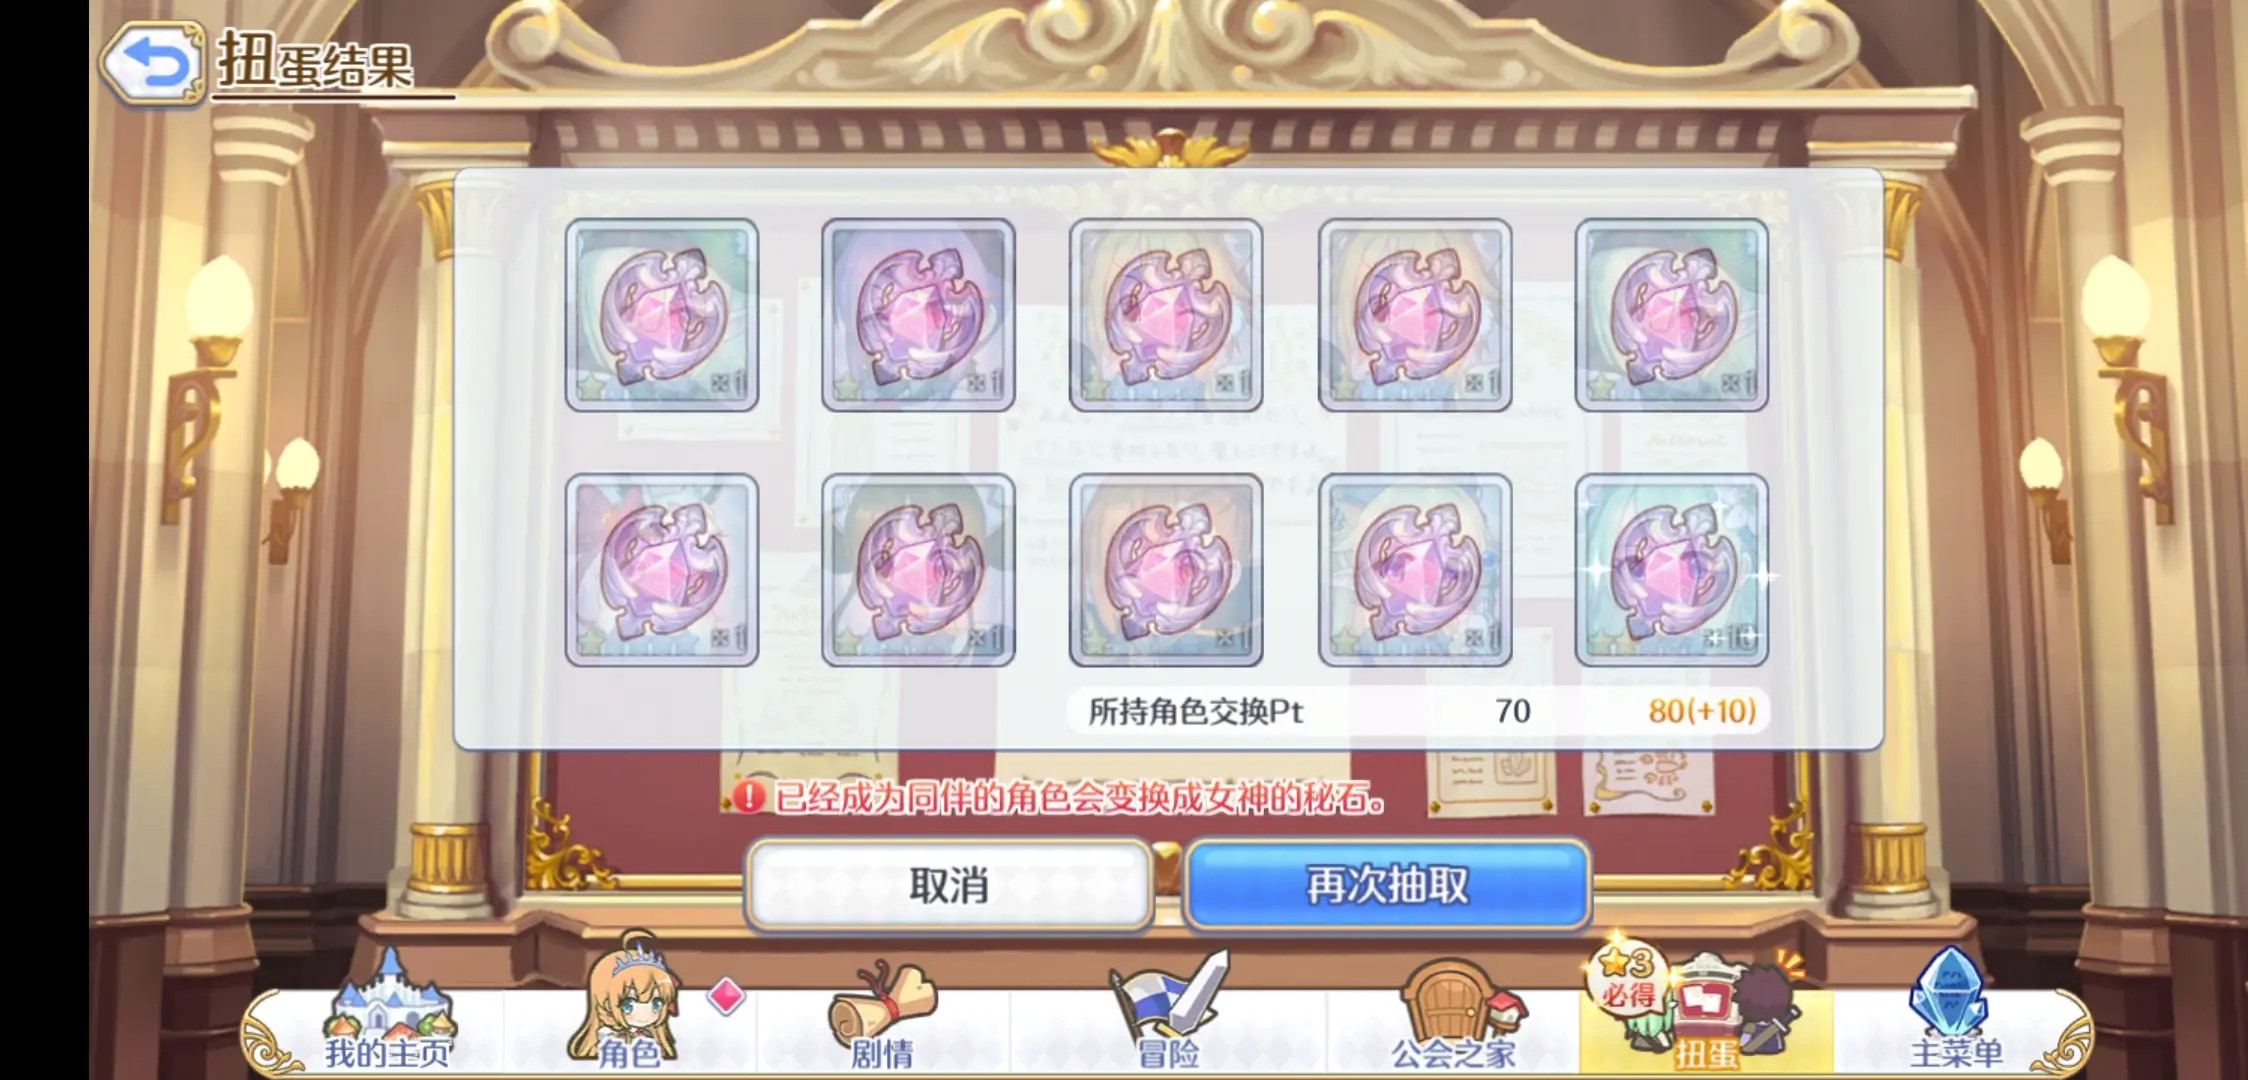 扭蛋结果
×1
×1
×1
×1
×1
×1
×1
×1
×1
×10
所持角色交换Pt 70 80(+10)
已经成为同伴的角色会变换成女神的秘石。
取消
再次抽取
3
必得
我的主页
角色
剧情
冒险
公会之家
扭蛋
主菜单